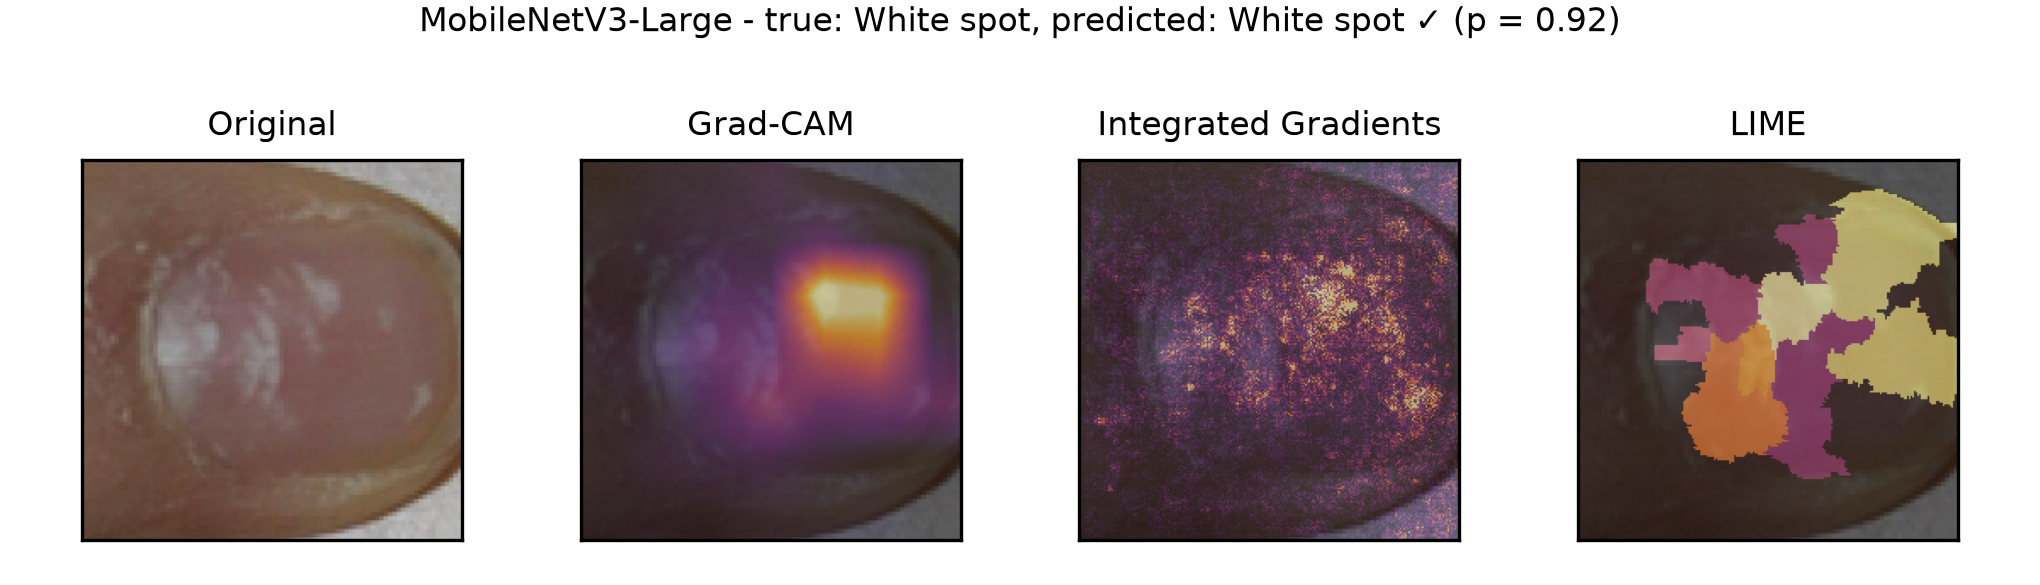 MobileNetV3-Large - true: White spot, predicted: White spot ✓ (p = 0.92)
Original
Grad-CAM
Integrated Gradients
LIME